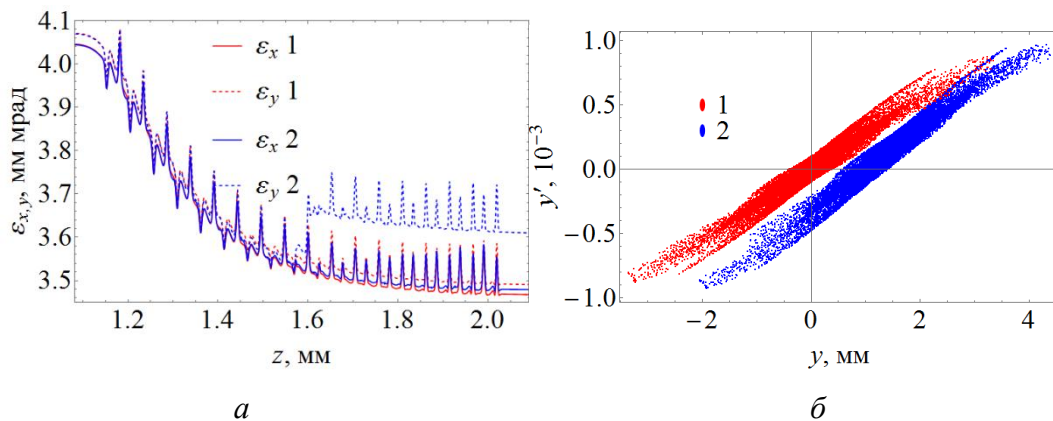 4.1
4.0
3.9
3.8
3.7
3.6
3.5
εx,y, мм мрад
εx 1
εy 1
εx 2
εy 2
1.2 1.4 1.6 1.8 2.0
z, мм
а
1.0
0.5
0.0
−0.5
−1.0
y′, 10⁻³
1
2
−2 0 2 4
y, мм
б